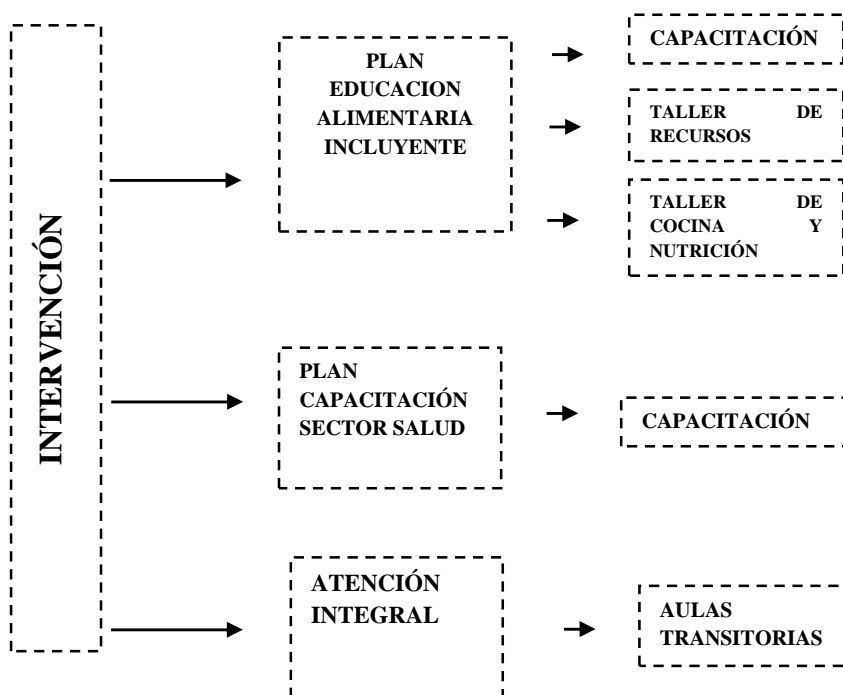 INTERVENCIÓN
PLAN
EDUCACION
ALIMENTARIA
INCLUYENTE
CAPACITACIÓN
TALLER DE
RECURSOS
TALLER DE
COCINA Y
NUTRICIÓN
PLAN
CAPACITACIÓN
SECTOR SALUD
CAPACITACIÓN
ATENCIÓN
INTEGRAL
AULAS
TRANSITORIAS